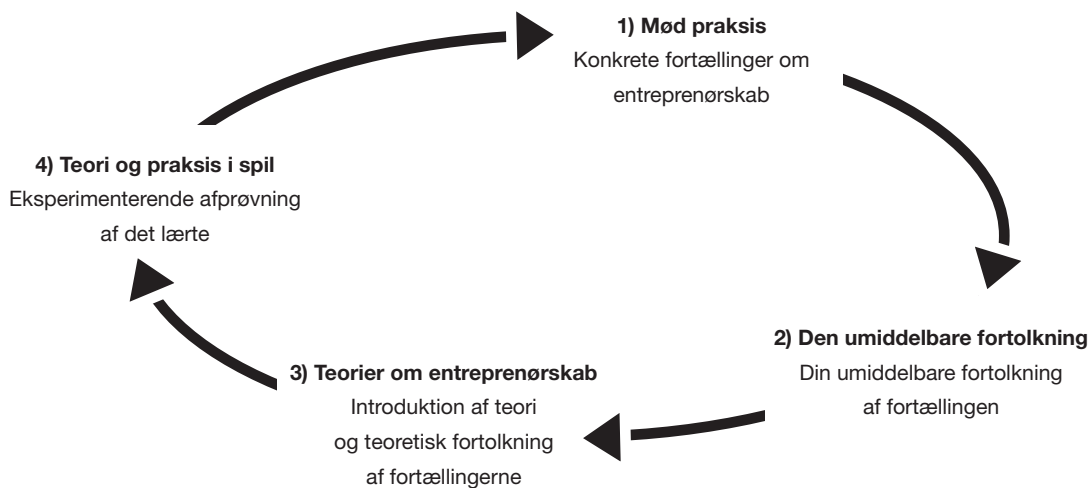 1) Mød praksis
Konkrete fortællinger om
entreprenørskab
2) Den umiddelbare fortolkning
Din umiddelbare fortolkning
af fortællingen
3) Teorier om entreprenørskab
Introduktion af teori
og teoretisk fortolkning
af fortællingerne
4) Teori og praksis i spil
Eksperimenterende afprøvning
af det lærte